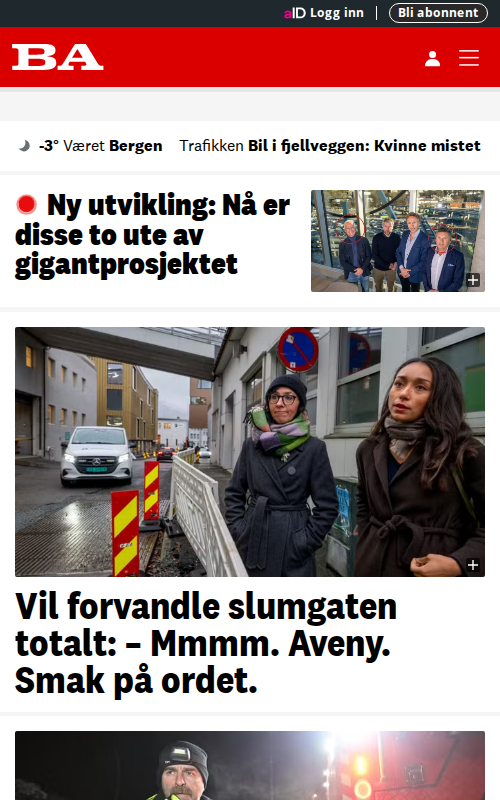 aID Logg inn Bli abonnent
BA
-3° Været Bergen Trafikken Bil i fjellveggen: Kvinne mistet
Ny utvikling: Nå er
disse to ute av
gigantprosjektet
Vil forvandle slumgaten
totalt: – Mmmm. Aveny.
Smak på ordet.